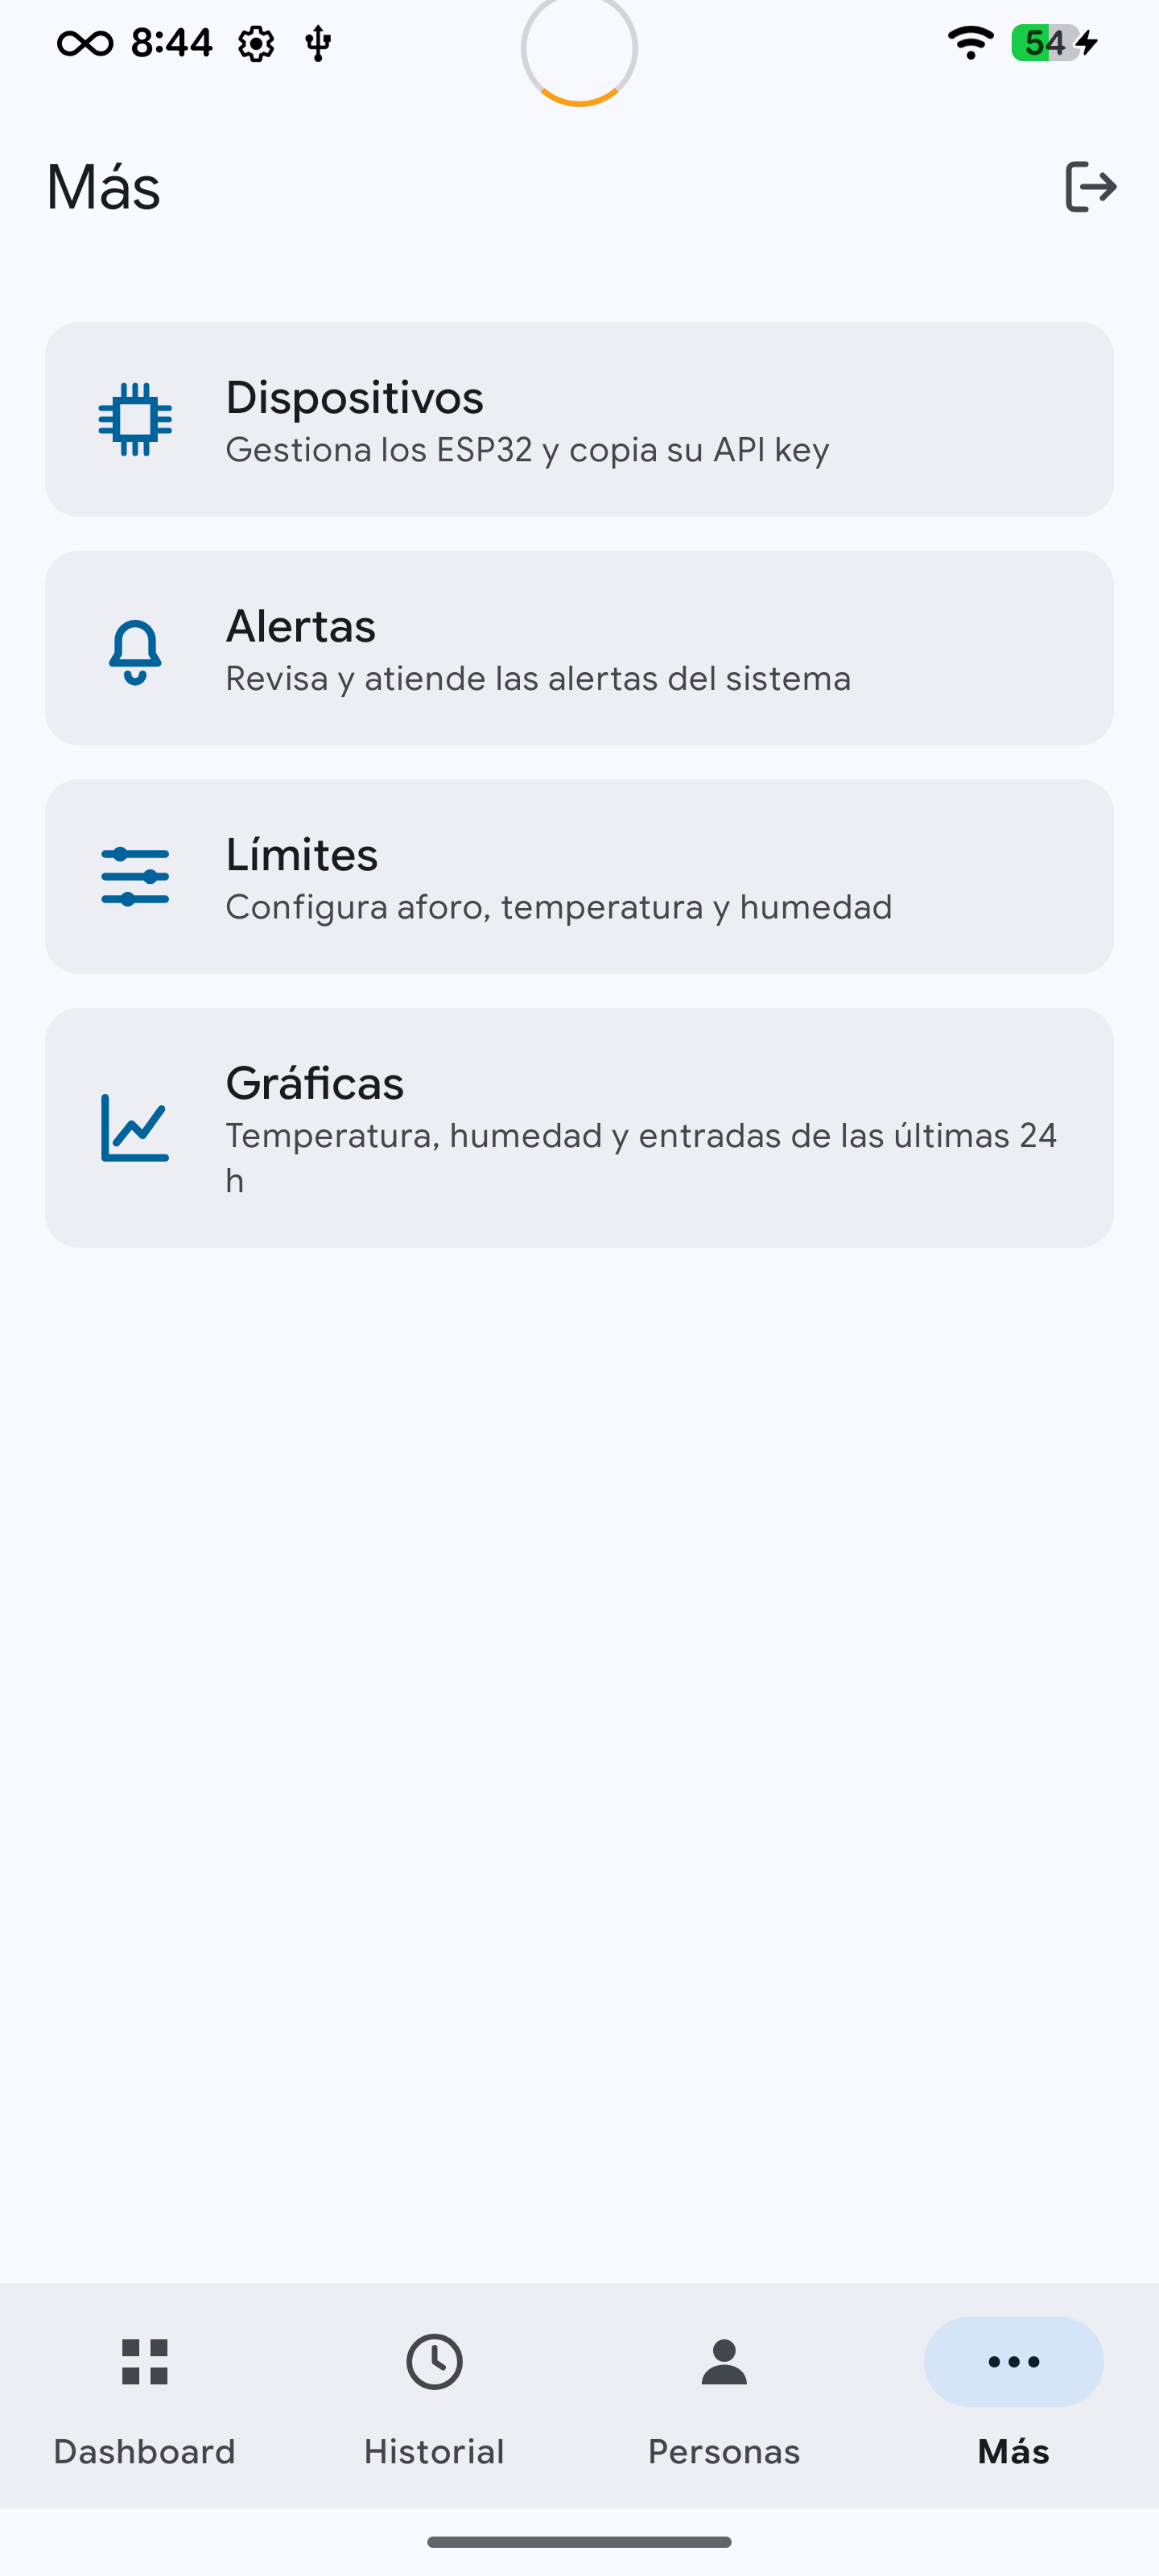 8:44
54
Más
Dispositivos
Gestiona los ESP32 y copia su API key
Alertas
Revisa y atiende las alertas del sistema
Límites
Configura aforo, temperatura y humedad
Gráficas
Temperatura, humedad y entradas de las últimas 24
h
Dashboard
Historial
Personas
Más